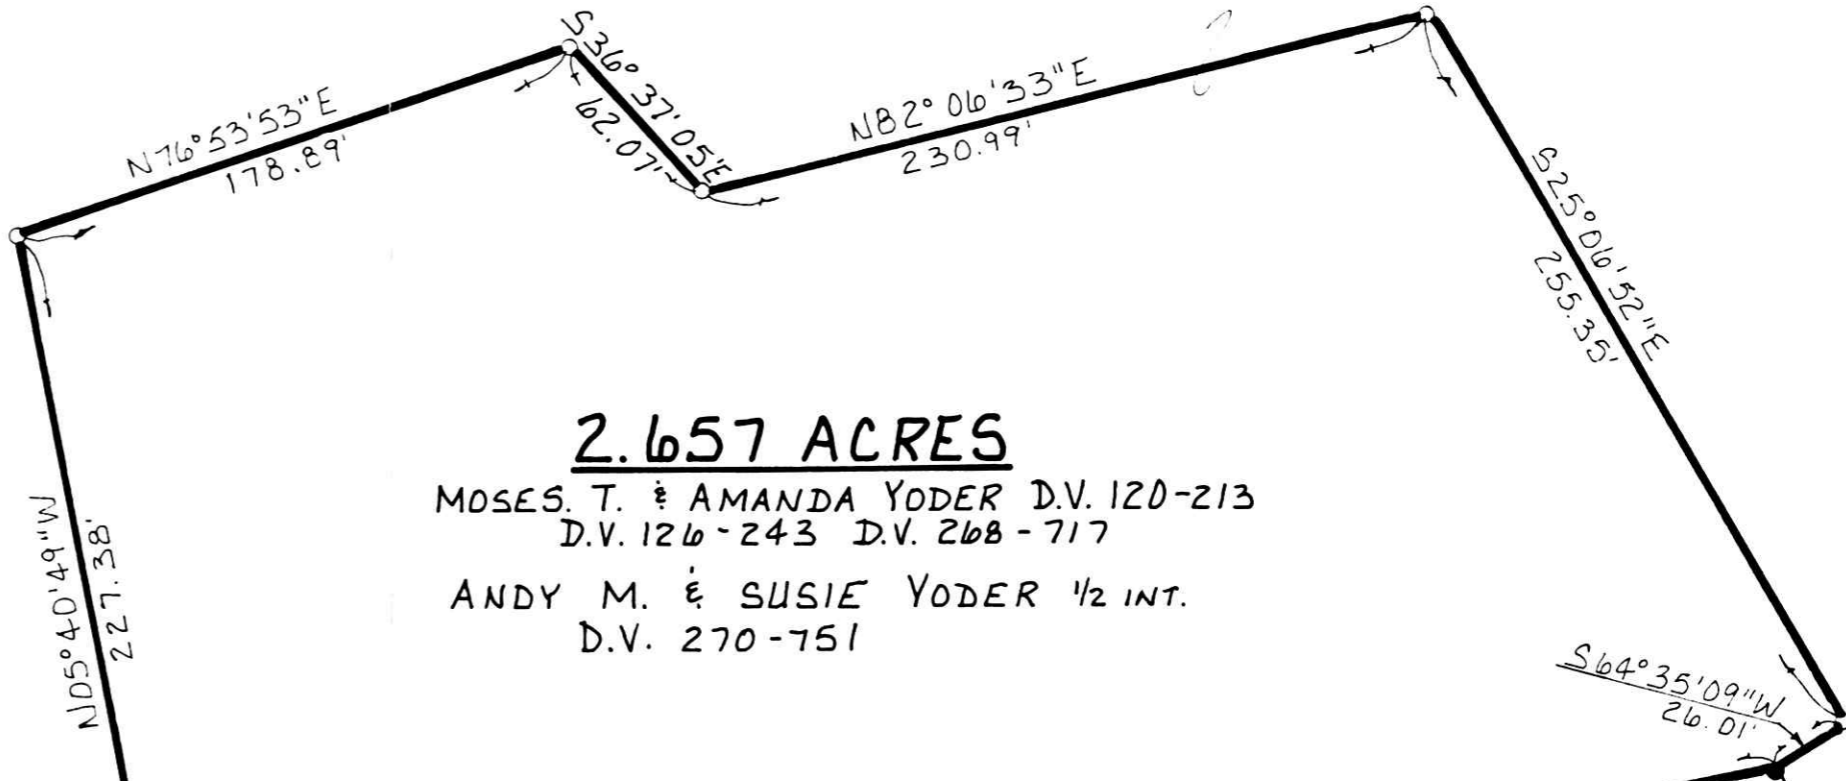 N76°53'53"E
178.89'
S36°37'05'E
62.07'
N82°06'33"E
230.99'
S25°06'52"E
255.35'
2.657 ACRES
MOSES. T. & AMANDA YODER D.V. 120-213
D.V. 126-243 D.V. 268-717
ANDY M. & SUSIE YODER 1/2 INT.
D.V. 270-751
N05°40'49"W
227.38'
S64°35'09"W
26.01'